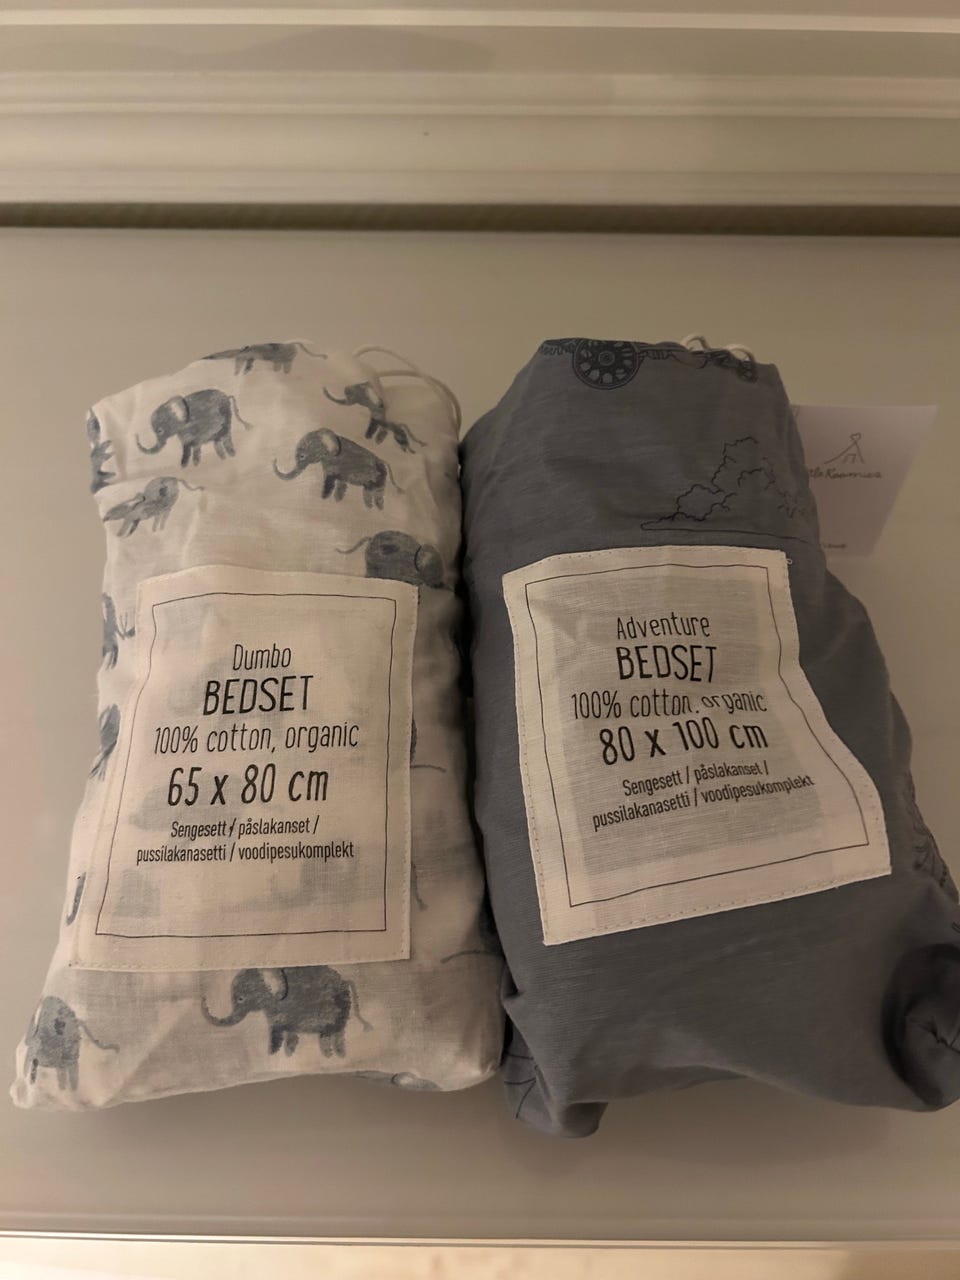 Dumbo
BEDSET
100% cotton, organic
65 x 80 cm
Sengesett / påslakanset /
pussilakanasetti / voodipesukomplekt
Adventure
BEDSET
100% cotton, organic
80 x 100 cm
Sengesett / påslakanset /
pussilakanasetti / voodipesukomplekt